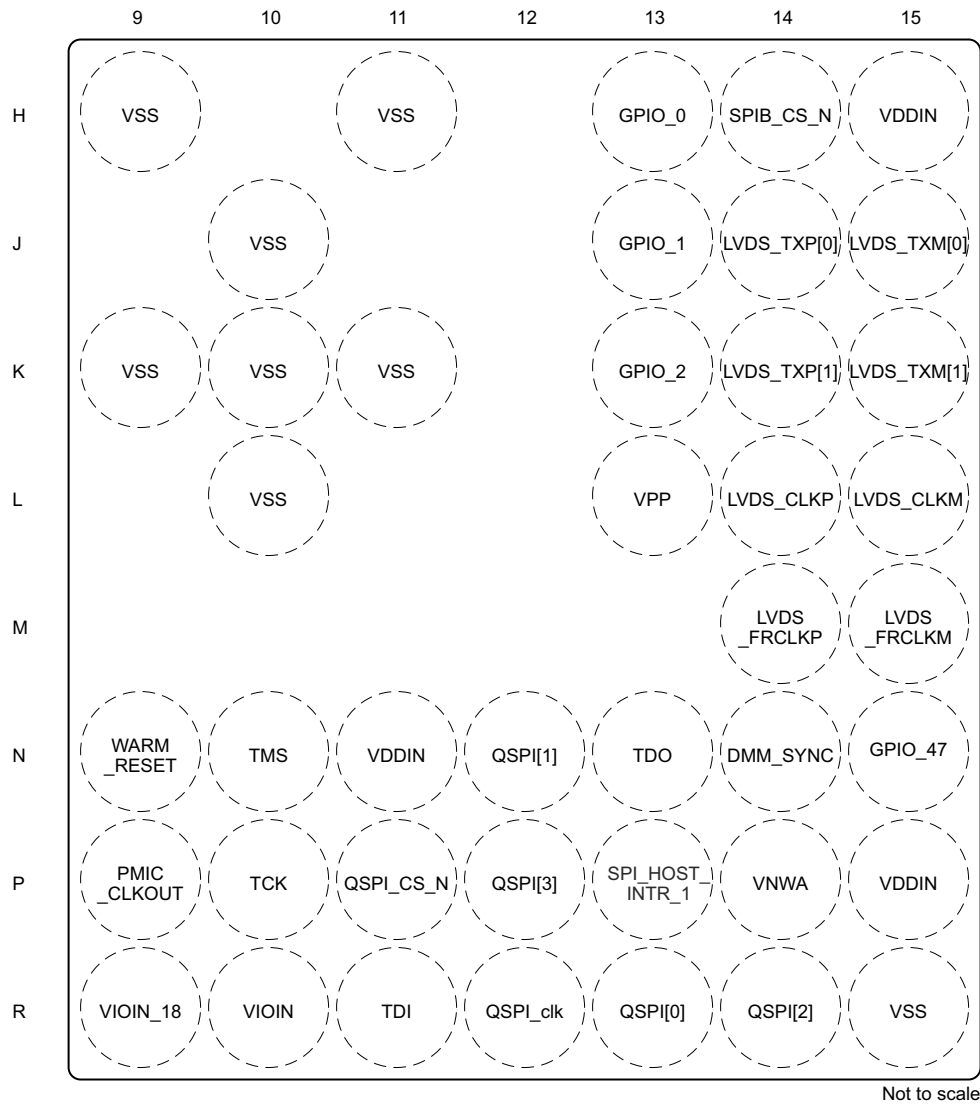 9 10 11 12 13 14 15
H VSS VSS GPIO_0 SPIB_CS_N VDDIN
J VSS GPIO_1 LVDS_TXP[0] LVDS_TXM[0]
K VSS VSS VSS GPIO_2 LVDS_TXP[1] LVDS_TXM[1]
L VSS VPP LVDS_CLKP LVDS_CLKM
M LVDS
_FRCLKP LVDS
_FRCLKM
N WARM
_RESET TMS VDDIN QSPI[1] TDO DMM_SYNC GPIO_47
P PMIC
_CLKOUT TCK QSPI_CS_N QSPI[3] SPI_HOST_
INTR_1 VNWA VDDIN
R VIOIN_18 VIOIN TDI QSPI_clk QSPI[0] QSPI[2] VSS
Not to scale